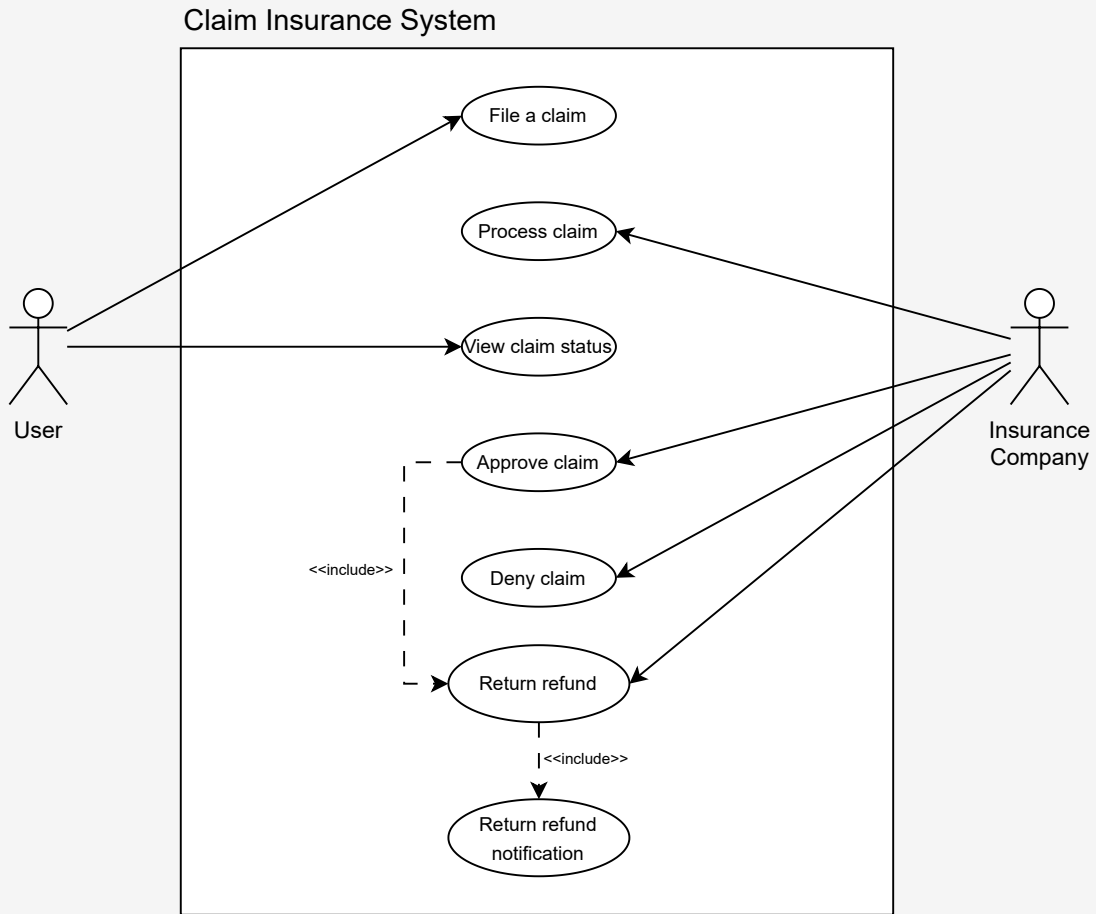 Claim Insurance System
File a claim
Process claim
View claim status
User
Insurance
Company
Approve claim
<<include>>
Deny claim
Return refund
<<include>>
Return refund
notification